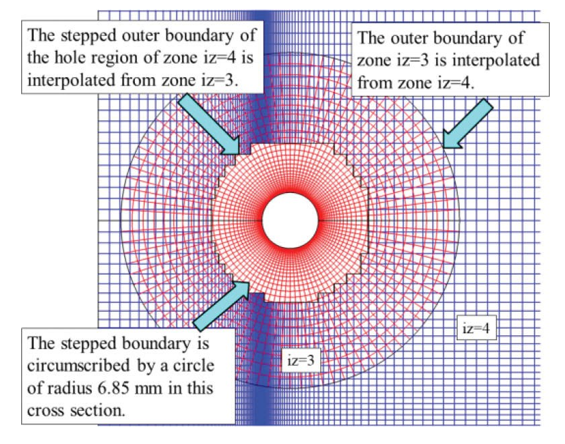 The stepped outer boundary of
the hole region of zone iz=4 is
interpolated from zone iz=3.
The outer boundary of
zone iz=3 is interpolated
from zone iz=4.
iz=4
The stepped boundary is
circumscribed by a circle
of radius 6.85 mm in this
cross section.
iz=3